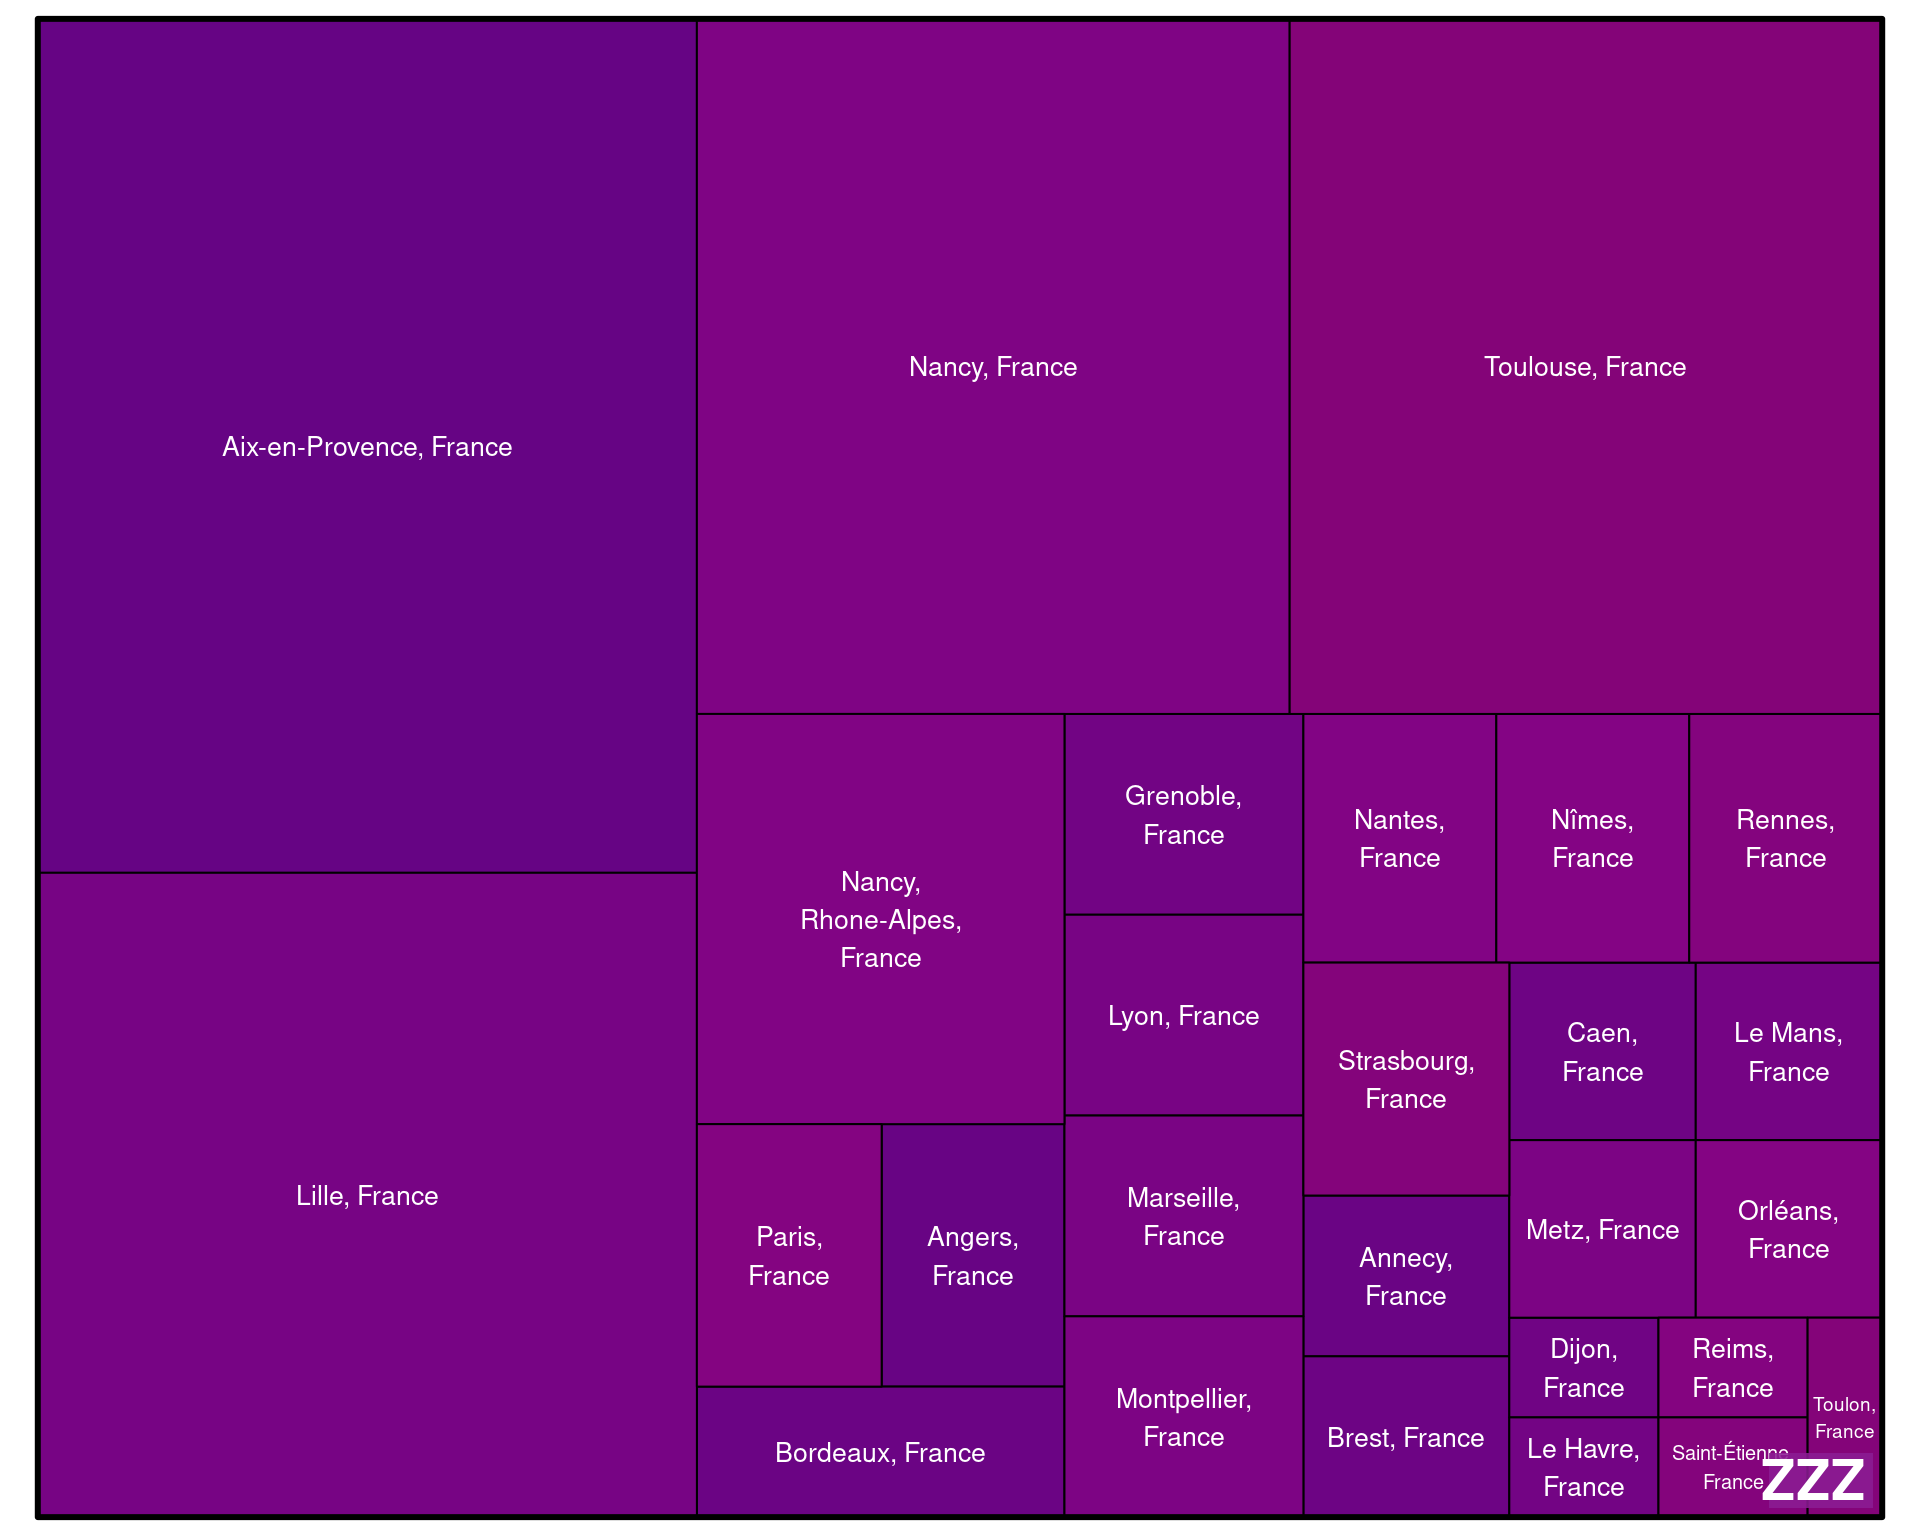 Aix-en-Provence, France
Nancy, France
Toulouse, France
Lille, France
Nancy,
Rhone-Alpes,
France
Grenoble,
France
Nantes,
France
Nîmes,
France
Rennes,
France
Lyon, France
Strasbourg,
France
Caen,
France
Le Mans,
France
Marseille,
France
Metz, France
Orléans,
France
Paris,
France
Angers,
France
Annecy,
France
Bordeaux, France
Montpellier,
France
Brest, France
Dijon,
France
Reims,
France
Toulon,
France
Le Havre,
France
Saint-Étienne,
France
ZZZ